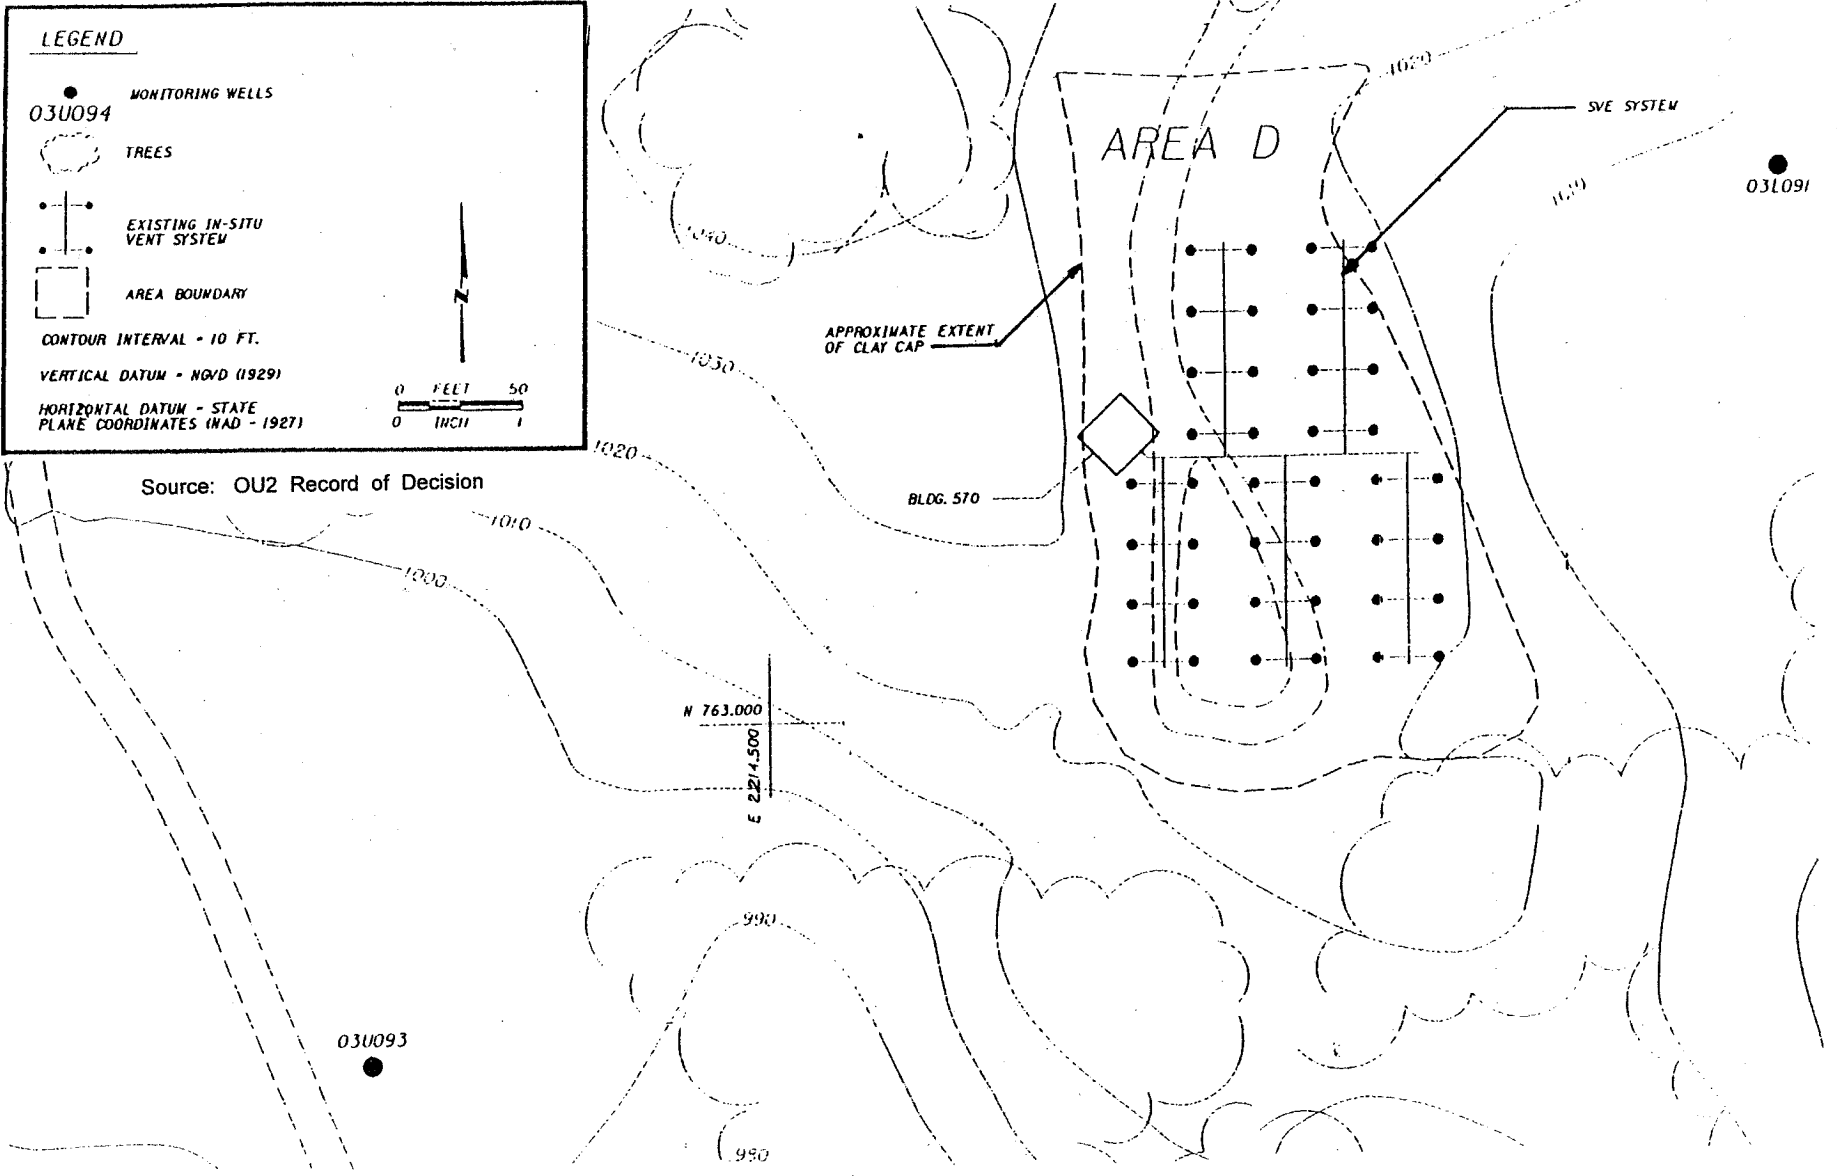 LEGEND
03U094
MONITORING WELLS
TREES
EXISTING IN-SITU
VENT SYSTEM
AREA BOUNDARY
CONTOUR INTERVAL - 10 FT.
VERTICAL DATUM - NGVD (1929)
HORIZONTAL DATUM - STATE
PLANE COORDINATES (NAD - 1927)
N
0 FEET 50
0 INCH 1
Source: OU2 Record of Decision
AREA D
1020
SVE SYSTEM
03L091
1040
APPROXIMATE EXTENT
OF CLAY CAP
1030
1020
BLDG. 570
1010
1000
N 763.000
E 2,214.500
990
03U093